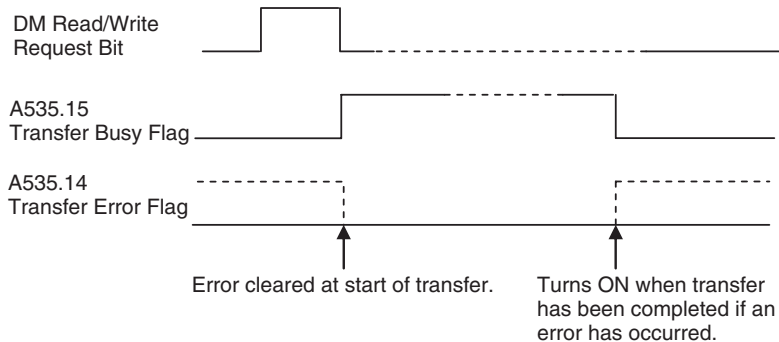 DM Read/Write
Request Bit
A535.15
Transfer Busy Flag
A535.14
Transfer Error Flag
Error cleared at start of transfer.
Turns ON when transfer
has been completed if an
error has occurred.